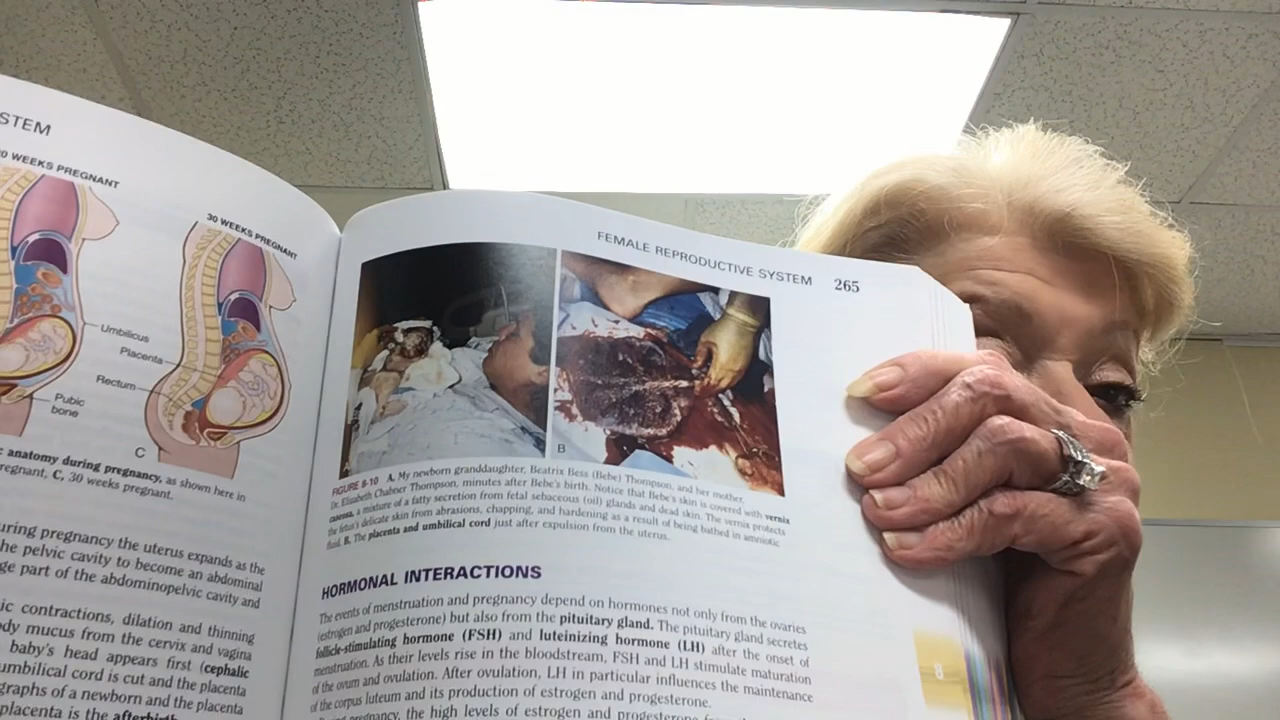 STEM
0 WEEKS PREGNANT
30 WEEKS PREGNANT
Umbilicus
Placenta
Rectum
Pubic
bone
C
anatomy during pregnancy, as shown here in
regnant, C, 30 weeks pregnant.
uring pregnancy the uterus expands as
he pelvic cavity to become an abdominal
ge part of the abdominopelvic cavity and
ic contractions, dilation and thinning
ody mucus from the cervix and vagina
baby's head appears first (cephalic
umbilical cord is cut and the placenta
graphs of a newborn and the placenta
placenta is the afterbirth
FEMALE REPRODUCTIVE SYSTEM 265
A
B
FIGURE 8-10 A, My newborn granddaughter, Beatrix Bess (Bebe) Thompson, and her mother,
Dr. Elizabeth Chabner Thompson, minutes after Bebe's birth. Notice that Bebe's skin is covered with vernix
caseosa, a mixture of a fatty secretion from fetal sebaceous (oil) glands and dead skin. The vernix protects
the fetus's delicate skin from abrasions, chapping, and hardening as a result of being bathed in amniotic
fluid. B, The placenta and umbilical cord just after expulsion from the uterus.
HORMONAL INTERACTIONS
The events of menstruation and pregnancy depend on hormones not only from the ovaries
(estrogen and progesterone) but also from the pituitary gland. The pituitary gland secretes
follicle-stimulating hormone (FSH) and luteinizing hormone (LH) after the onset of
menstruation. As their levels rise in the bloodstream, FSH and LH stimulate maturation
of the ovum and ovulation. After ovulation, LH in particular influences the maintenance
of the corpus luteum and its production of estrogen and progesterone.
pregnancy, the high levels of estrogen and progesterone
8